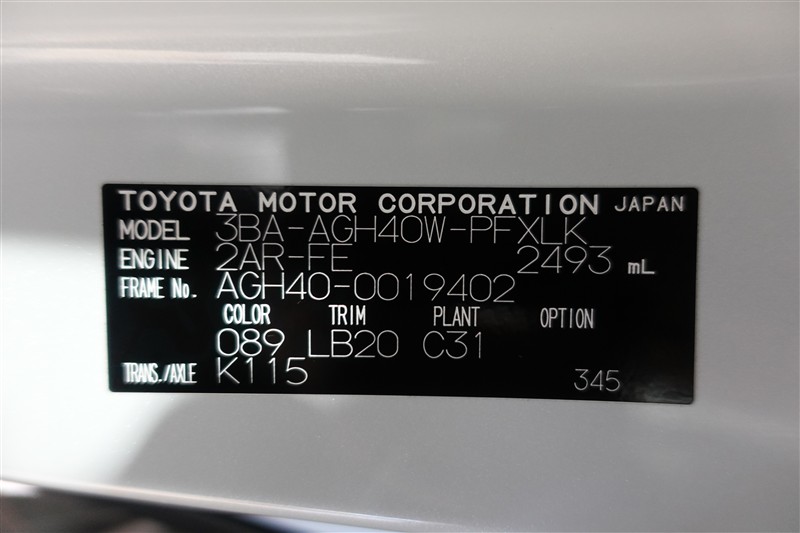 TOYOTA MOTOR CORPORATION JAPAN
MODEL 3BA-AGH40W-PFXLK
ENGINE 2AR-FE 2493 mL
FRAME No. AGH40-0019402
COLOR TRIM PLANT OPTION
089 LB20 C31
TRANS./AXLE K115 345